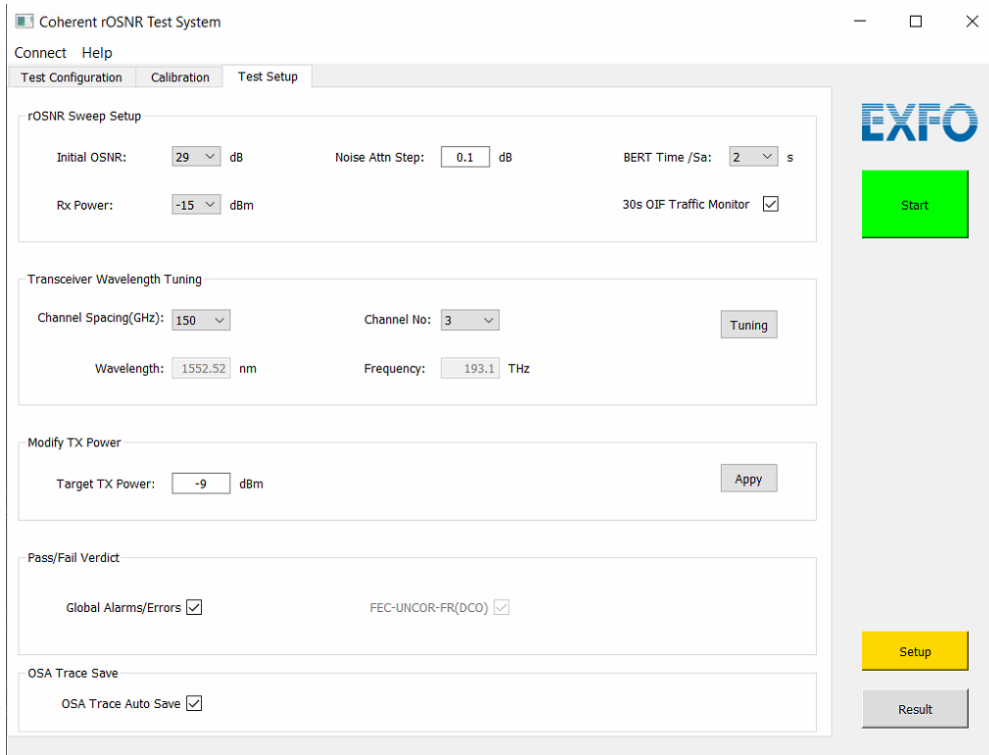 Coherent rOSNR Test System
Connect Help
Test Configuration Calibration Test Setup
EXFO
rOSNR Sweep Setup
Initial OSNR: 29 dB Noise Attn Step: 0.1 dB BERT Time /Sa: 2 s
Rx Power: -15 dBm 30s OIF Traffic Monitor
Start
Transceiver Wavelength Tuning
Channel Spacing(GHz): 150 Channel No: 3 Tuning
Wavelength: 1552.52 nm Frequency: 193.1 THz
Modify TX Power
Target TX Power: -9 dBm Appy
Pass/Fail Verdict
Global Alarms/Errors FEC-UNCOR-FR(DCO)
Setup
OSA Trace Save
OSA Trace Auto Save
Result